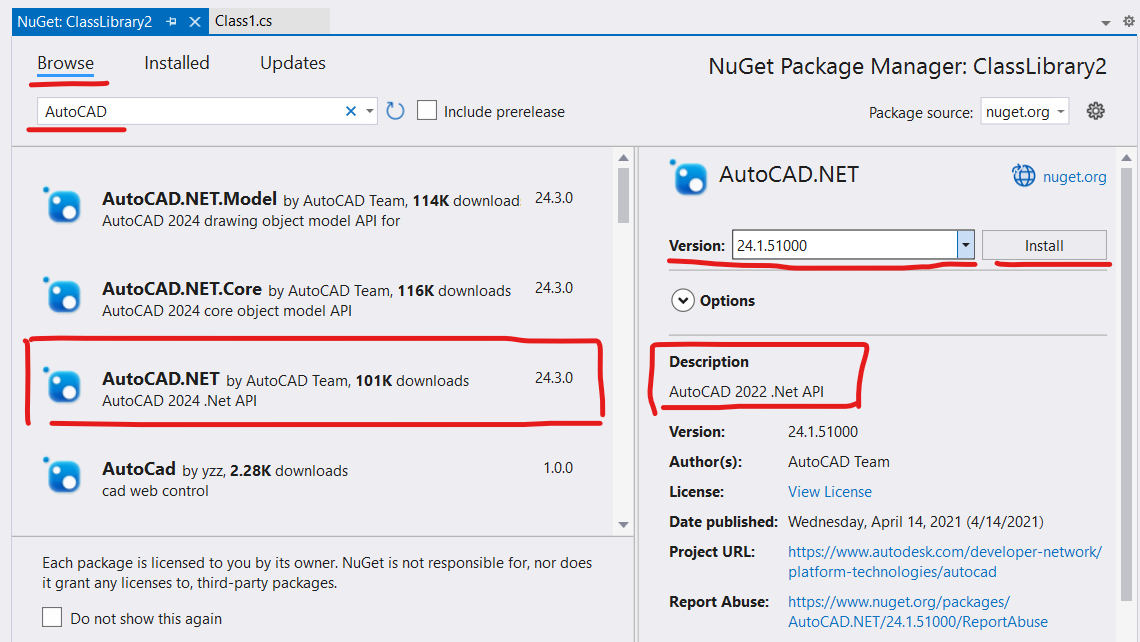 NuGet: ClassLibrary2
Class1.cs
Browse Installed Updates
NuGet Package Manager: ClassLibrary2
AutoCAD
Include prerelease
Package source: nuget.org
AutoCAD.NET.Model by AutoCAD Team, 114K download 24.3.0
AutoCAD 2024 drawing object model API for
AutoCAD.NET.Core by AutoCAD Team, 116K downloads 24.3.0
AutoCAD 2024 core object model API
AutoCAD.NET by AutoCAD Team, 101K downloads 24.3.0
AutoCAD 2024 .Net API
AutoCad by yzz, 2.28K downloads 1.0.0
cad web control
Each package is licensed to you by its owner. NuGet is not responsible for, nor does
it grant any licenses to, third-party packages.
Do not show this again
AutoCAD.NET
nuget.org
Version: 24.1.51000 Install
Options
Description
AutoCAD 2022 .Net API
Version: 24.1.51000
Author(s): AutoCAD Team
License: View License
Date published: Wednesday, April 14, 2021 (4/14/2021)
Project URL: https://www.autodesk.com/developer-network/
platform-technologies/autocad
Report Abuse: https://www.nuget.org/packages/
AutoCAD.NET/24.1.51000/ReportAbuse